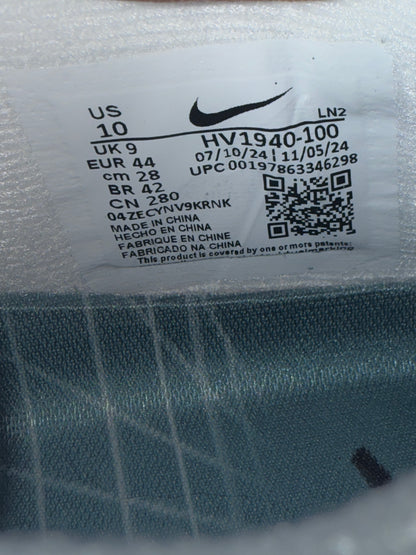 US
10
UK 9
EUR 44
cm 28
BR 42
CN 280
04ZECYNV9KRNK
MADE IN CHINA
HECHO EN CHINA
FABRIQUE EN CHINE
FABRICADO NA CHINA
LN2
HV1940-100
07/10/24 | 11/05/24
UPC 00197863346298
This product is covered by one or more patents: